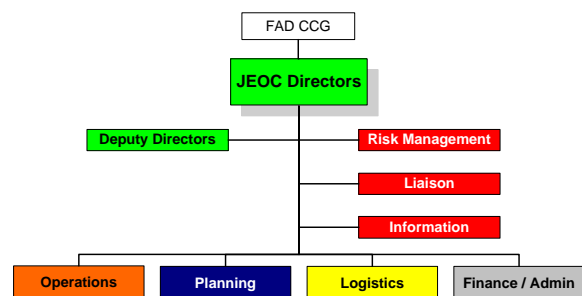 FAD CCG
JEOC Directors
Deputy Directors
Risk Management
Liaison
Information
Operations
Planning
Logistics
Finance / Admin